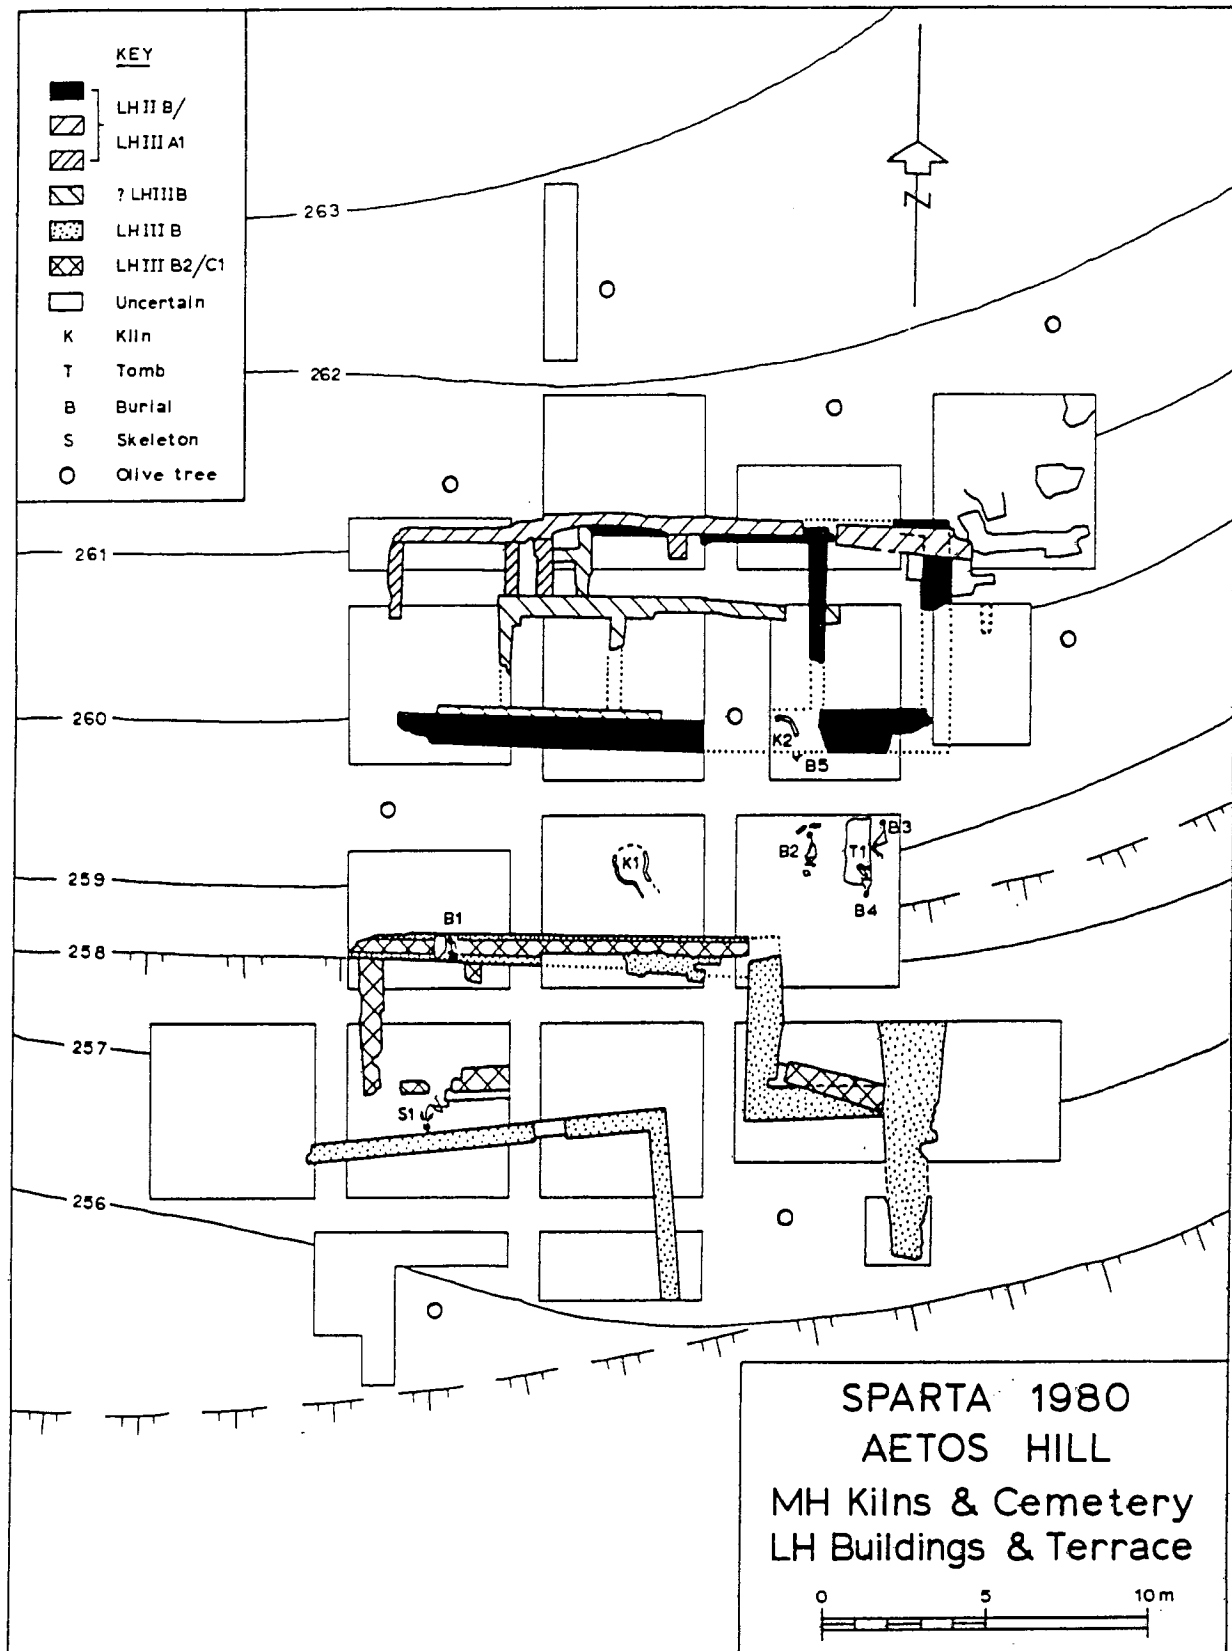 KEY
LH II B/
LH III A1
? LHIIIB
LH III B
LH III B2/C1
Uncertain
K Kiln
T Tomb
B Burial
S Skeleton
Olive tree
263
N
262
261
260
K2
B5
B3
B2
T1
K1
259
B4
B1
258
257
S1
256
SPARTA 1980
AETOS HILL
MH Kilns & Cemetery
LH Buildings & Terrace
0 5 10 m